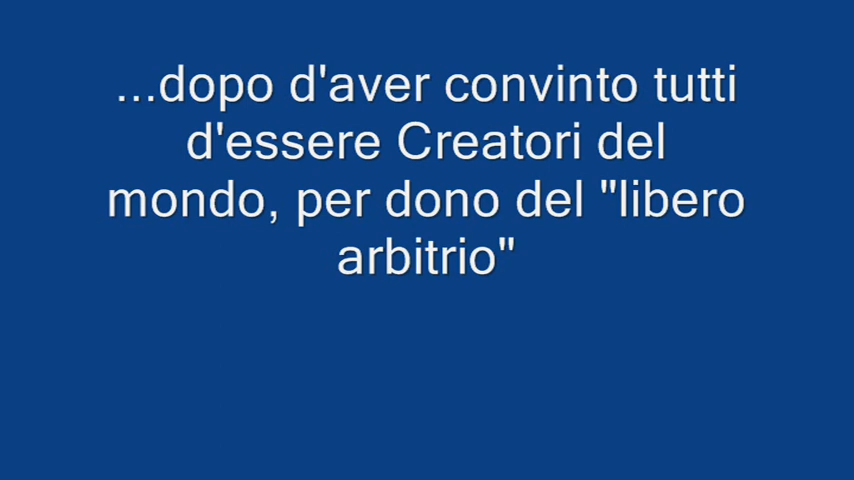 ...dopo d'aver convinto tutti
d'essere Creatori del
mondo, per dono del "libero
arbitrio"